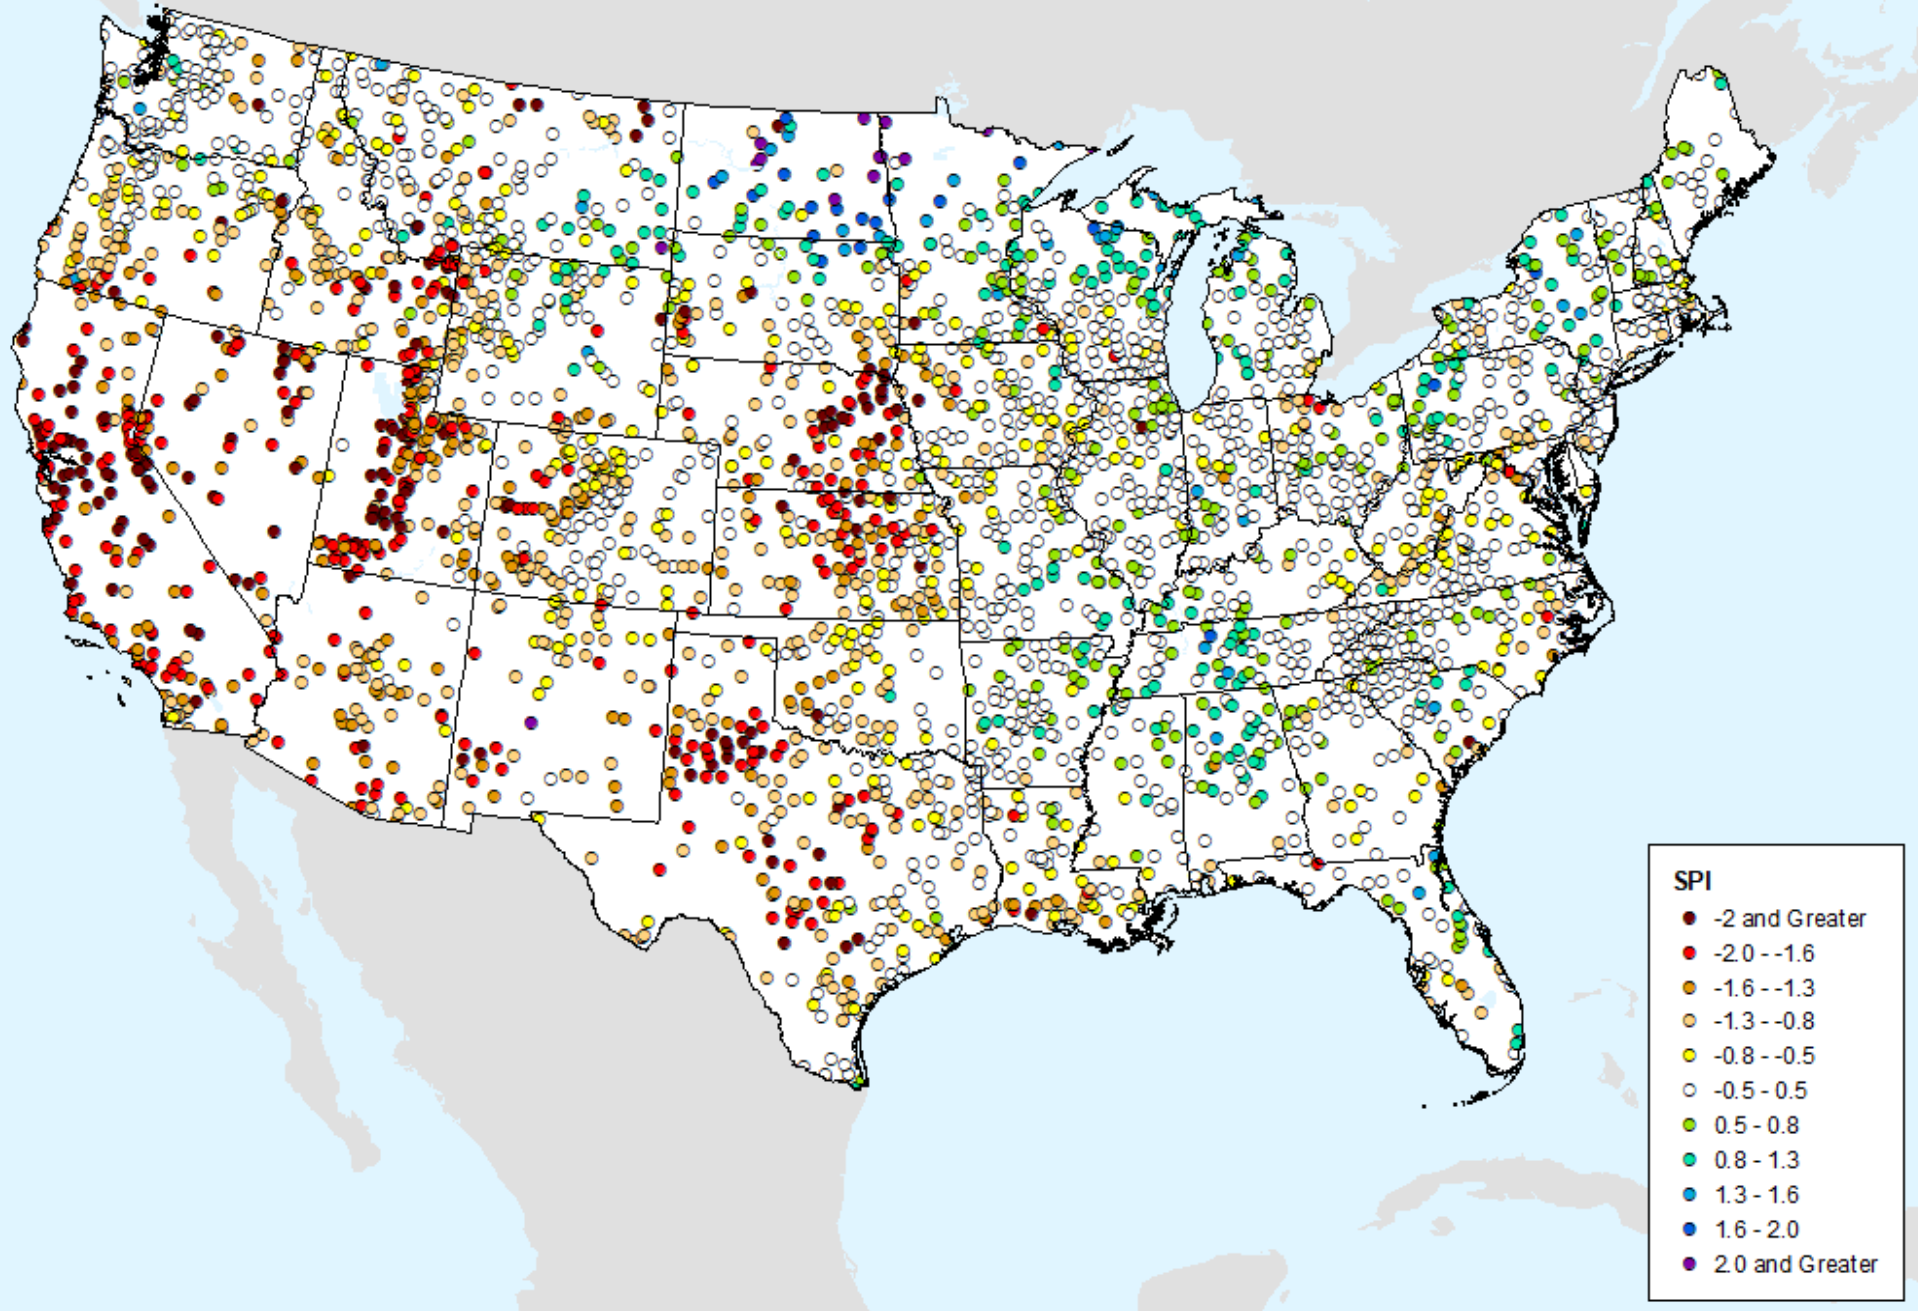 SPI
-2 and Greater
-2.0 - -1.6
-1.6 - -1.3
-1.3 - -0.8
-0.8 - -0.5
-0.5 - 0.5
0.5 - 0.8
0.8 - 1.3
1.3 - 1.6
1.6 - 2.0
2.0 and Greater